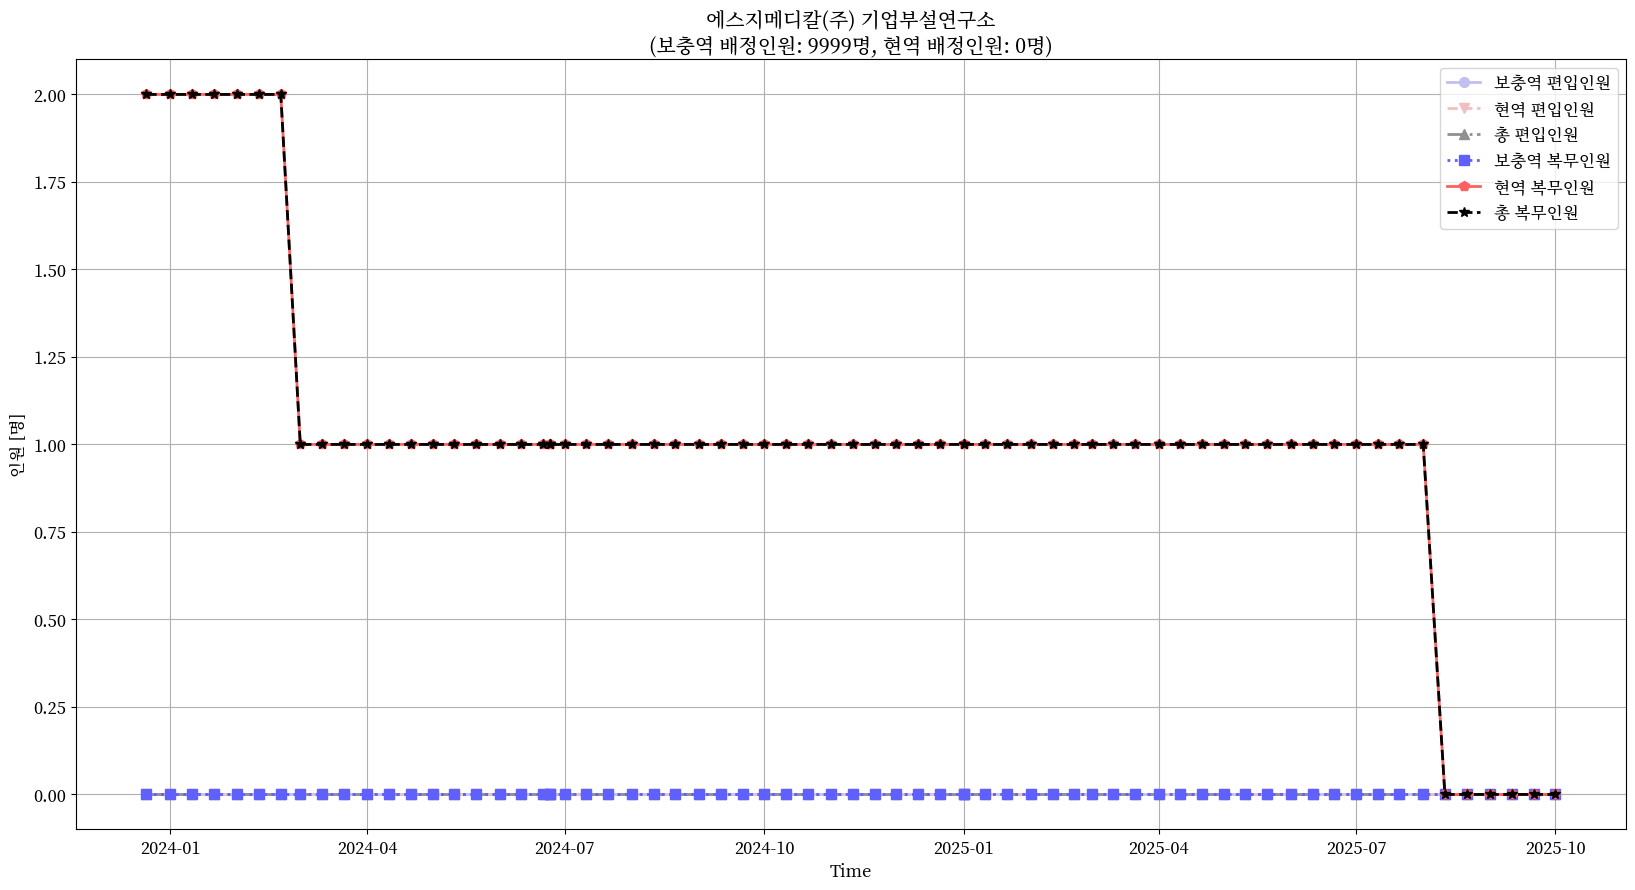 에스지메디칼(주) 기업부설연구소
(보충역 배정인원: 9999명, 현역 배정인원: 0명)
보충역 편입인원
현역 편입인원
총 편입인원
보충역 복무인원
현역 복무인원
총 복무인원
인원 [명]
2.00
1.75
1.50
1.25
1.00
0.75
0.50
0.25
0.00
2024-01
2024-04
2024-07
2024-10
2025-01
2025-04
2025-07
2025-10
Time